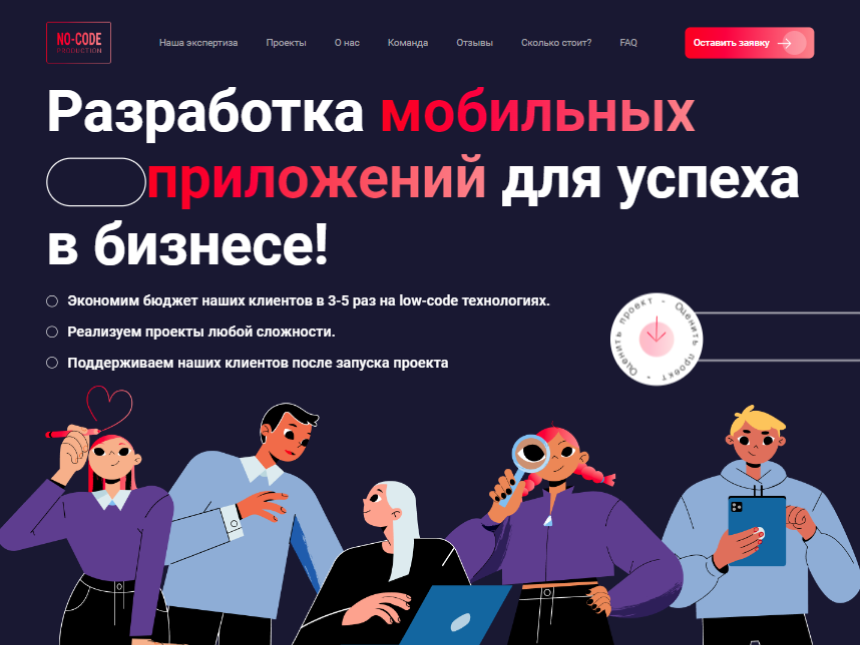 NO-CODE
PRODUCTION
Наша экспертиза
Проекты
О нас
Команда
Отзывы
Сколько стоит?
FAQ
Оставить заявку
Разработка мобильных
приложений для успеха
в бизнесе!
Экономим бюджет наших клиентов в 3-5 раз на low-code технологиях.
Реализуем проекты любой сложности.
Поддерживаем наших клиентов после запуска проекта
Оценить проект - Оценить проект -